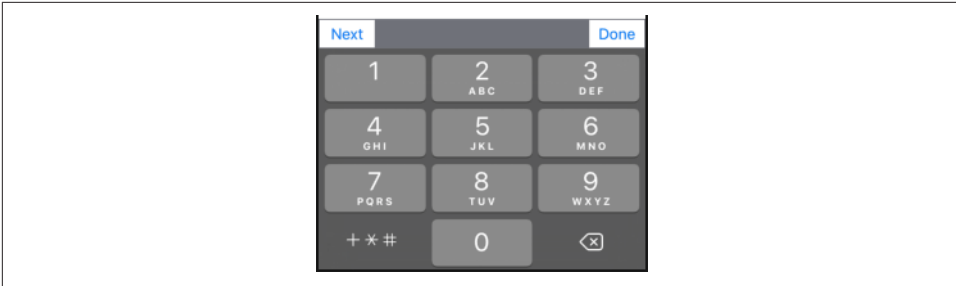 Next Done
1 2 3
ABC DEF
4 5 6
GHI JKL MNO
7 8 9
PQRS TUV WXYZ
+*# 0